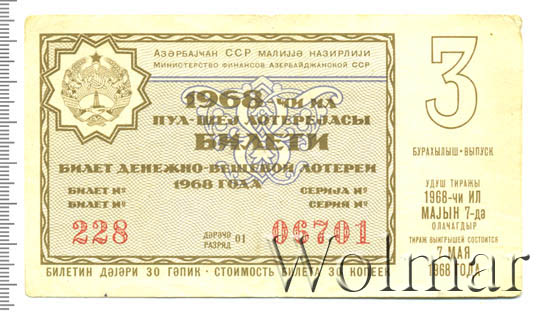 АЗӘРБАЈҸАН ССР МАЛИЈЈӘ НАЗИРЛИЈИ
МИНИСТЕРСТВО ФИНАНСОВ АЗЕРБАЙДЖАНСКОЙ ССР
1968-ЧИ ИЛ
ПУЛ-ШЕЈ ЛОТЕРЕЈАСЫ
БИЛЕТИ
БИЛЕТ ДЕНЕЖНО-ВЕЩЕВОЙ ЛОТЕРЕИ
1968 ГОДА
БИЛЕТ № СЕРИЈА №
БИЛЕТ № СЕРИЯ №
228 ДӘРӘҸӘ 01 06701
РАЗРЯД
БИЛЕТИН ДӘЈӘРИ 30 ГӘПИК - СТОИМОСТЬ БИЛЕТА 30 КОПЕЕК
3
БУРАХЫЛЫШ - ВЫПУСК
УДУШ ТИРАЖЫ
1968-чи ИЛ
МАЈЫН 7-дә
ОЛАЧАГДЫР
ТИРАЖ ВЫИГРЫШЕЙ СОСТОИТСЯ
7 МАЯ
1968 ГОДА
Wolmar